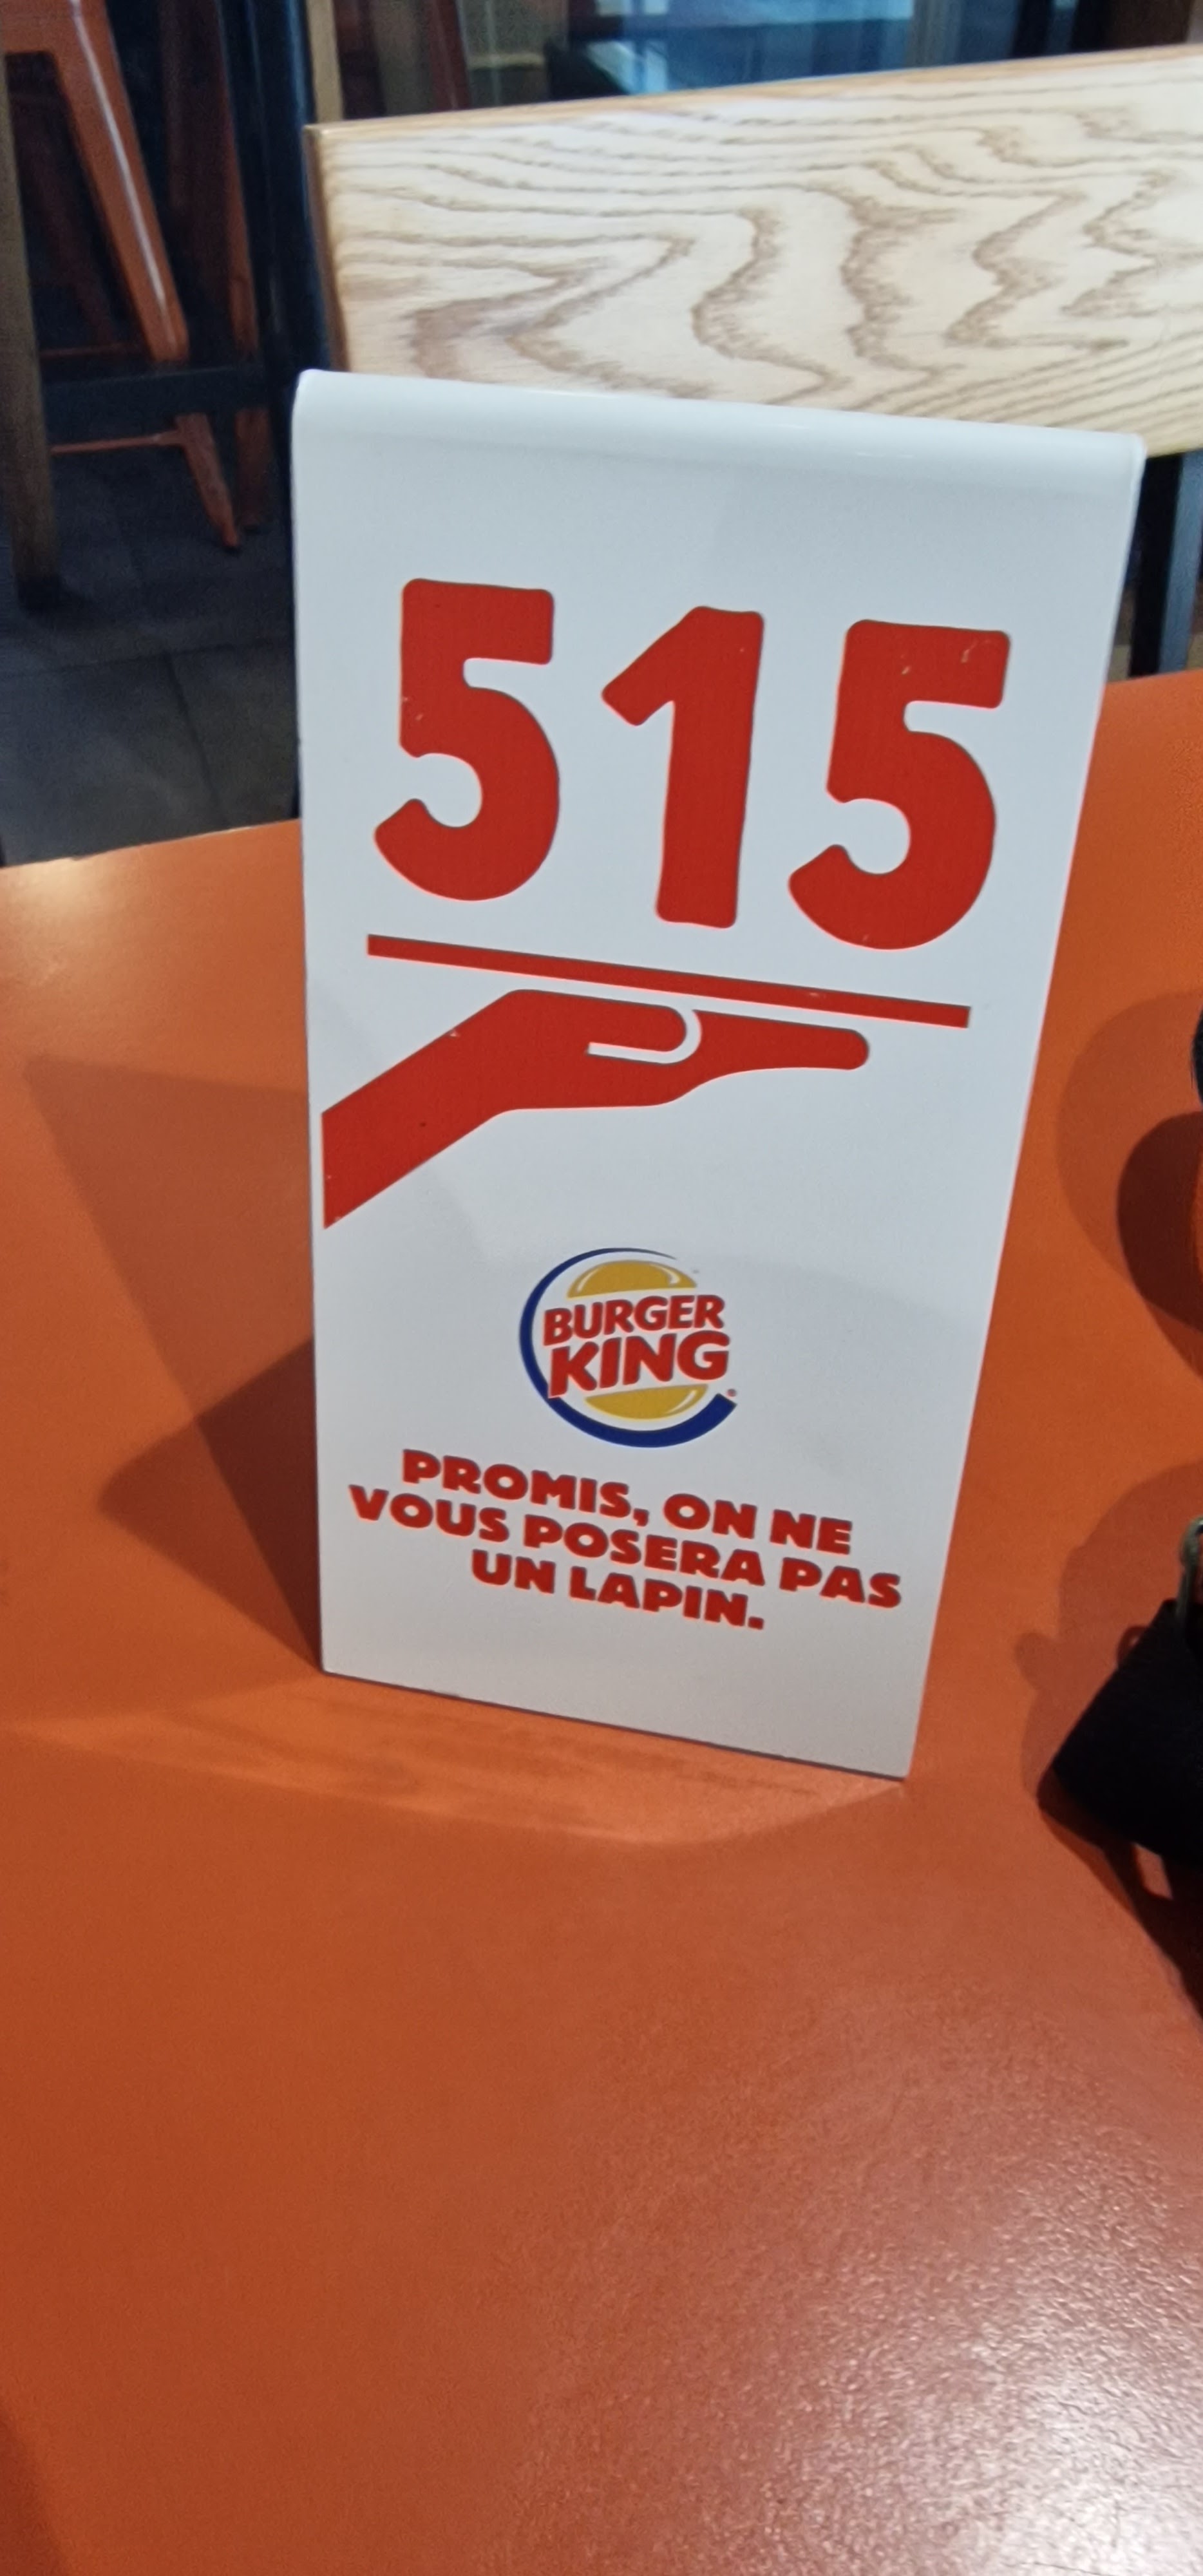 515
BURGER
KING
PROMIS, ON NE
VOUS POSERA PAS
UN LAPIN.